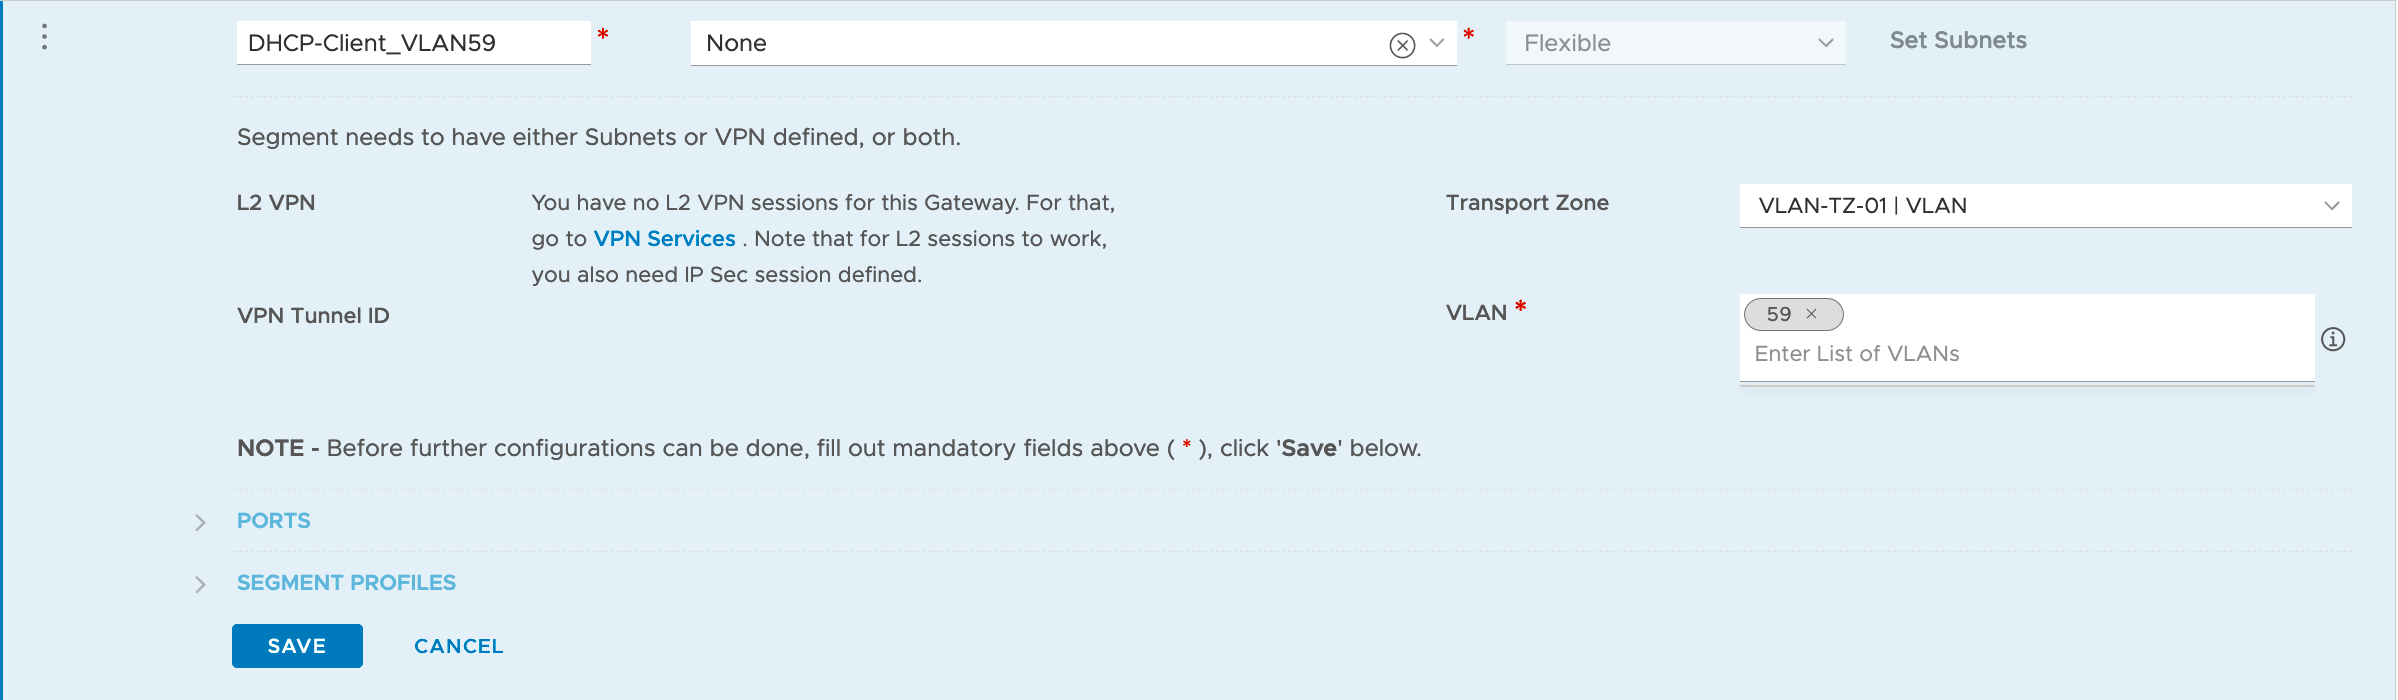 DHCP-Client_VLAN59 * None * Flexible Set Subnets
Segment needs to have either Subnets or VPN defined, or both.
L2 VPN
You have no L2 VPN sessions for this Gateway. For that,
go to VPN Services . Note that for L2 sessions to work,
you also need IP Sec session defined.
Transport Zone
VLAN-TZ-01 | VLAN
VPN Tunnel ID
VLAN *
59 ×
Enter List of VLANs
NOTE - Before further configurations can be done, fill out mandatory fields above ( * ), click 'Save' below.
PORTS
SEGMENT PROFILES
SAVE CANCEL